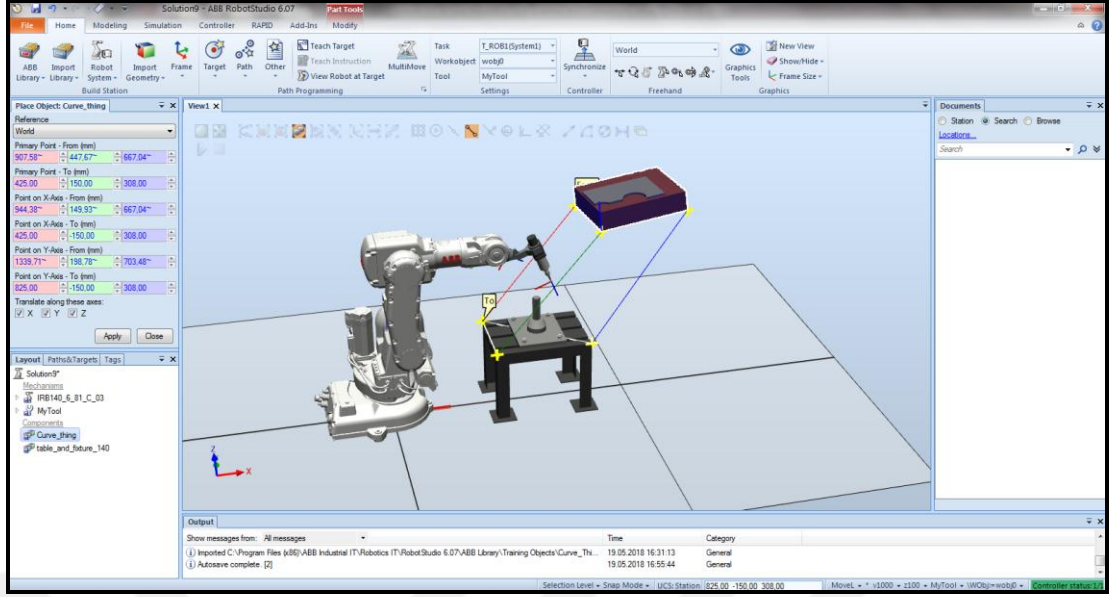 Solution9 - ABB RobotStudio 6.07
Part Tools
File Home Modeling Simulation Controller RAPID Add-Ins Modify
ABB Library
Import Library
Robot System
Import Geometry
Frame
Build Station
Target
Path
Other
Teach Target
Teach Instruction
View Robot at Target
MultiMove
Path Programming
Task T_ROB1(System1)
Workobject wobj0
Tool MyTool
Settings
Synchronize
Controller
World
Freehand
Graphics Tools
New View
Show/Hide
Frame Size
Graphics
Place Object: Curve_thing
Reference
World
Primary Point - From (mm)
907,58~ 447,67~ 667,04~
Primary Point - To (mm)
425,00 150,00 308,00
Point on X-Axis - From (mm)
944,38~ 149,93~ 667,04~
Point on X-Axis - To (mm)
425,00 -150,00 308,00
Point on Y-Axis - From (mm)
1339,71~ 198,78~ 703,48~
Point on Y-Axis - To (mm)
825,00 -150,00 308,00
Translate along these axes:
X Y Z
Apply Close
Layout Paths&Targets Tags
Solution9*
Mechanisms
IRB140_6_81_C_03
MyTool
Components
Curve_thing
table_and_fixture_140
View1
ABB
To
Z
X
Documents
Station Search Browse
Locations...
Search
Output
Show messages from: All messages Time Category
Imported C:\Program Files (x86)\ABB Industrial IT\Robotics IT\RobotStudio 6.07\ABB Library\Training Objects\Curve_Thi... 19.05.2018 16:31:13 General
Autosave complete. [2] 19.05.2018 16:55:44 General
Selection Level Snap Mode UCS: Station 825,00 -150,00 308,00 MoveL * v1000 z100 MyTool \WObj:=wobj0 Controller status: 1/1